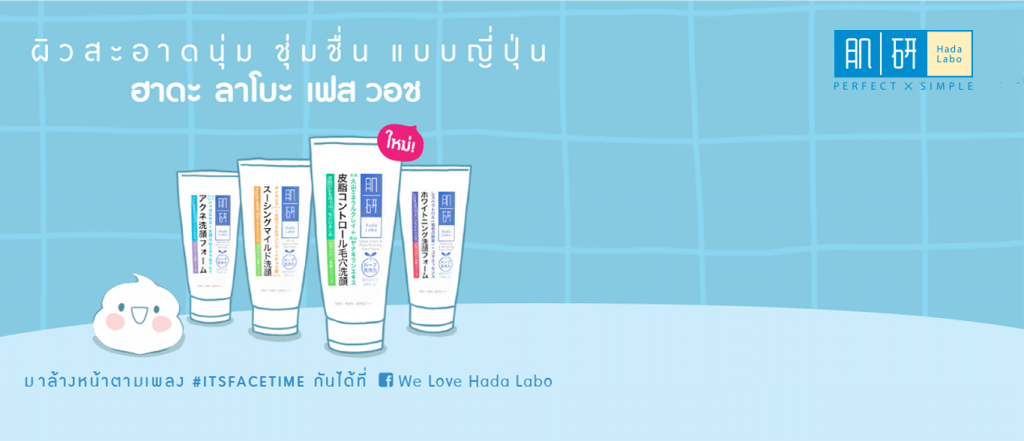 ผิวสะอาดนุ่ม ชุ่มชื่น แบบญี่ปุ่น
ฮาดะ ลาโบะ เฟส วอช
肌研
Hada
Labo
PERFECT × SIMPLE
ใหม่!
アクネ洗顔フォーム
スーシングマイルド洗顔
皮脂コントロール毛穴洗顔
ホワイトニング洗顔フォーム
肌研
Hada
Labo
มาล้างหน้าตามเพลง #ITSFACETIME กันได้ที่ We Love Hada Labo